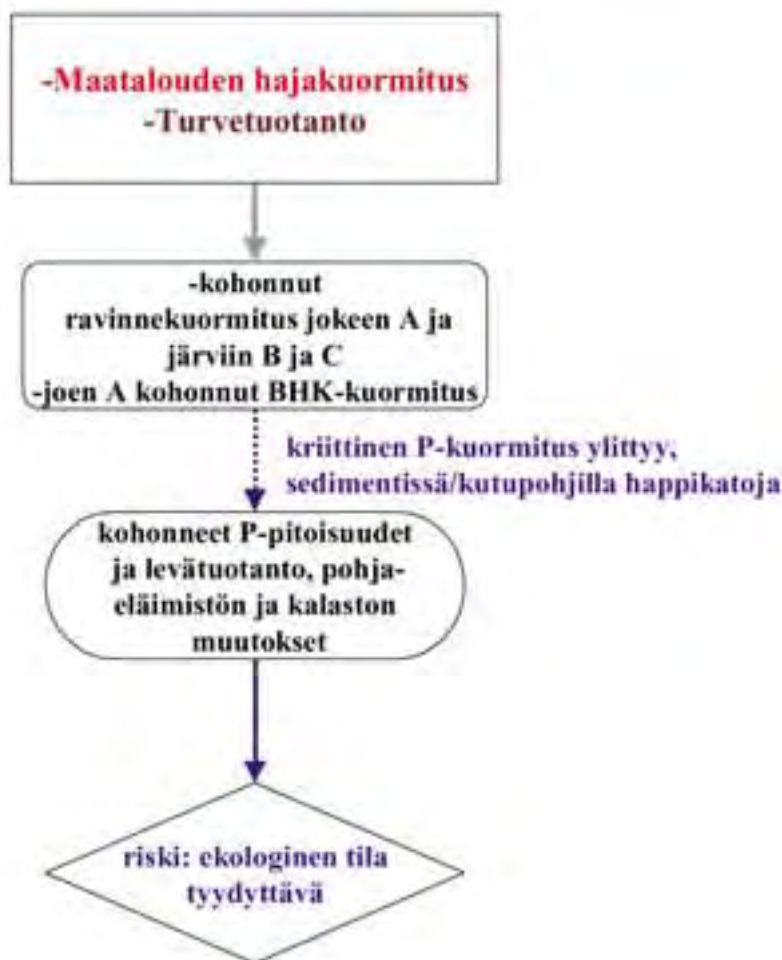 -Maatalouden hajakuormitus
-Turvetuotanto
-kohonnut
ravinnekuormitus jokeen A ja
järviin B ja C
-joen A kohonnut BHK-kuormitus
kriittinen P-kuormitus ylittyy,
sedimentissä/kutupohjilla happikatoja
kohonneet P-pitoisuudet
ja levätuotanto, pohja-
eläimistön ja kalaston
muutokset
riski: ekologinen tila
tyydyttävä